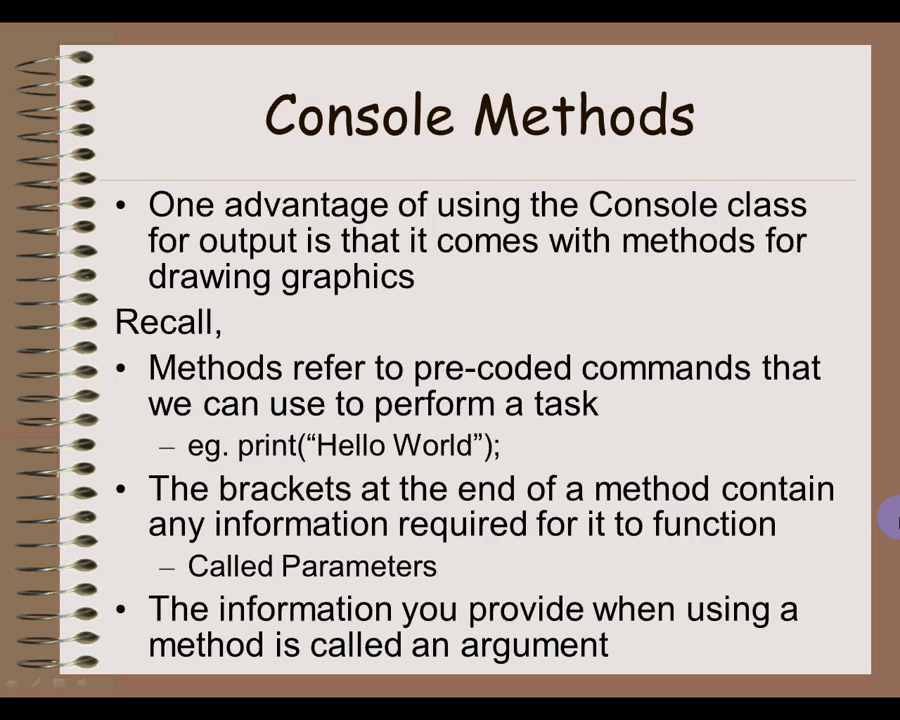 Console Methods
• One advantage of using the Console class
for output is that it comes with methods for
drawing graphics
Recall,
• Methods refer to pre-coded commands that
we can use to perform a task
– eg. print(“Hello World”);
• The brackets at the end of a method contain
any information required for it to function
– Called Parameters
• The information you provide when using a
method is called an argument